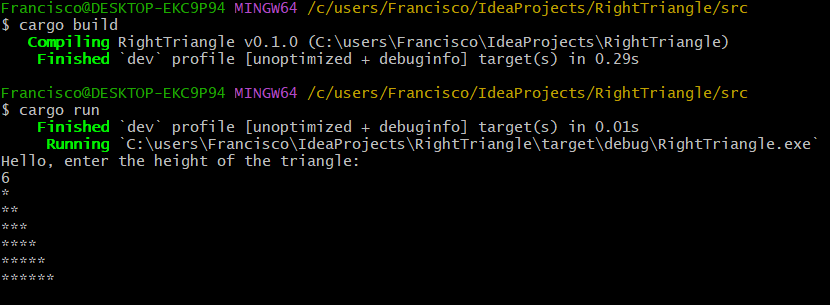 Francisco@DESKTOP-EKC9P94 MINGW64 /c/users/Francisco/IdeaProjects/RightTriangle/src
$ cargo build
   Compiling RightTriangle v0.1.0 (C:\users\Francisco\IdeaProjects\RightTriangle)
    Finished `dev` profile [unoptimized + debuginfo] target(s) in 0.29s

Francisco@DESKTOP-EKC9P94 MINGW64 /c/users/Francisco/IdeaProjects/RightTriangle/src
$ cargo run
    Finished `dev` profile [unoptimized + debuginfo] target(s) in 0.01s
     Running `C:\users\Francisco\IdeaProjects\RightTriangle\target\debug\RightTriangle.exe`
Hello, enter the height of the triangle:
6
*
**
***
****
*****
******